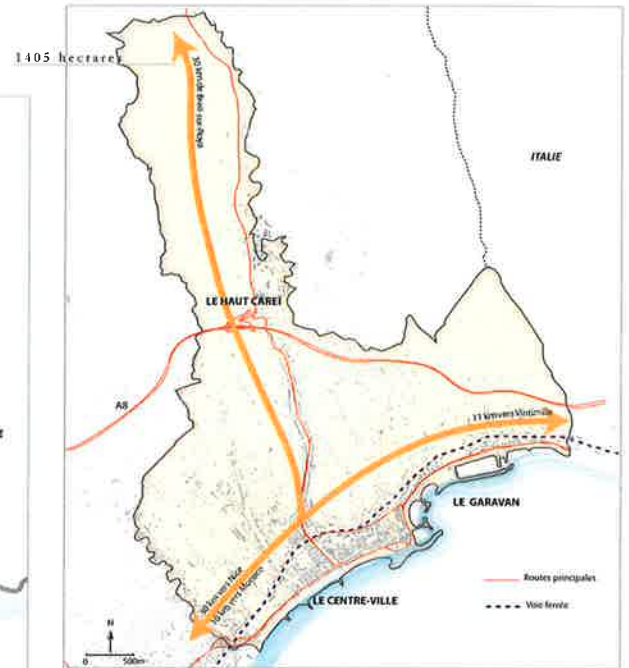 1405 hectares
30 km de Breil-sur-Roya
ITALIE
LE HAUT CAREÏ
A8
11 km vers Vintimille
LE GARAVAN
30 km vers Nice
10 km vers Monaco
LE CENTRE-VILLE
Routes principales
Voie ferrée
N
0 500m